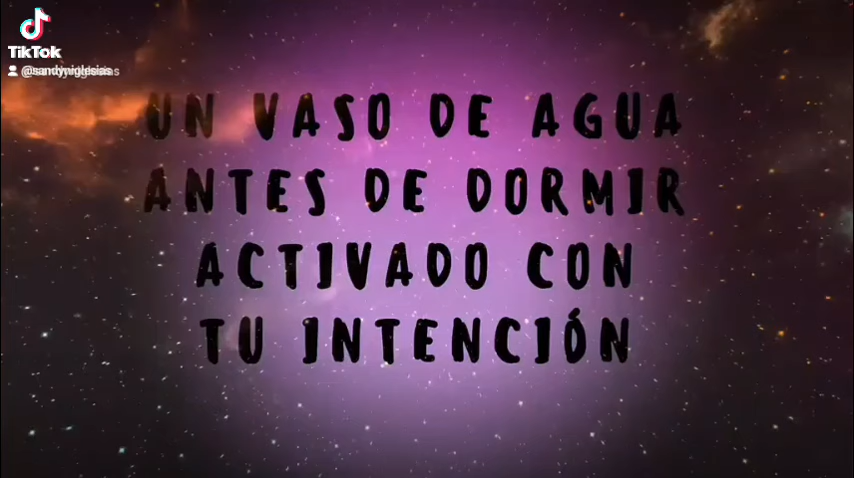 TikTok
UN VASO DE AGUA
ANTES DE DORMIR
ACTIVADO CON
TU INTENCIÓN